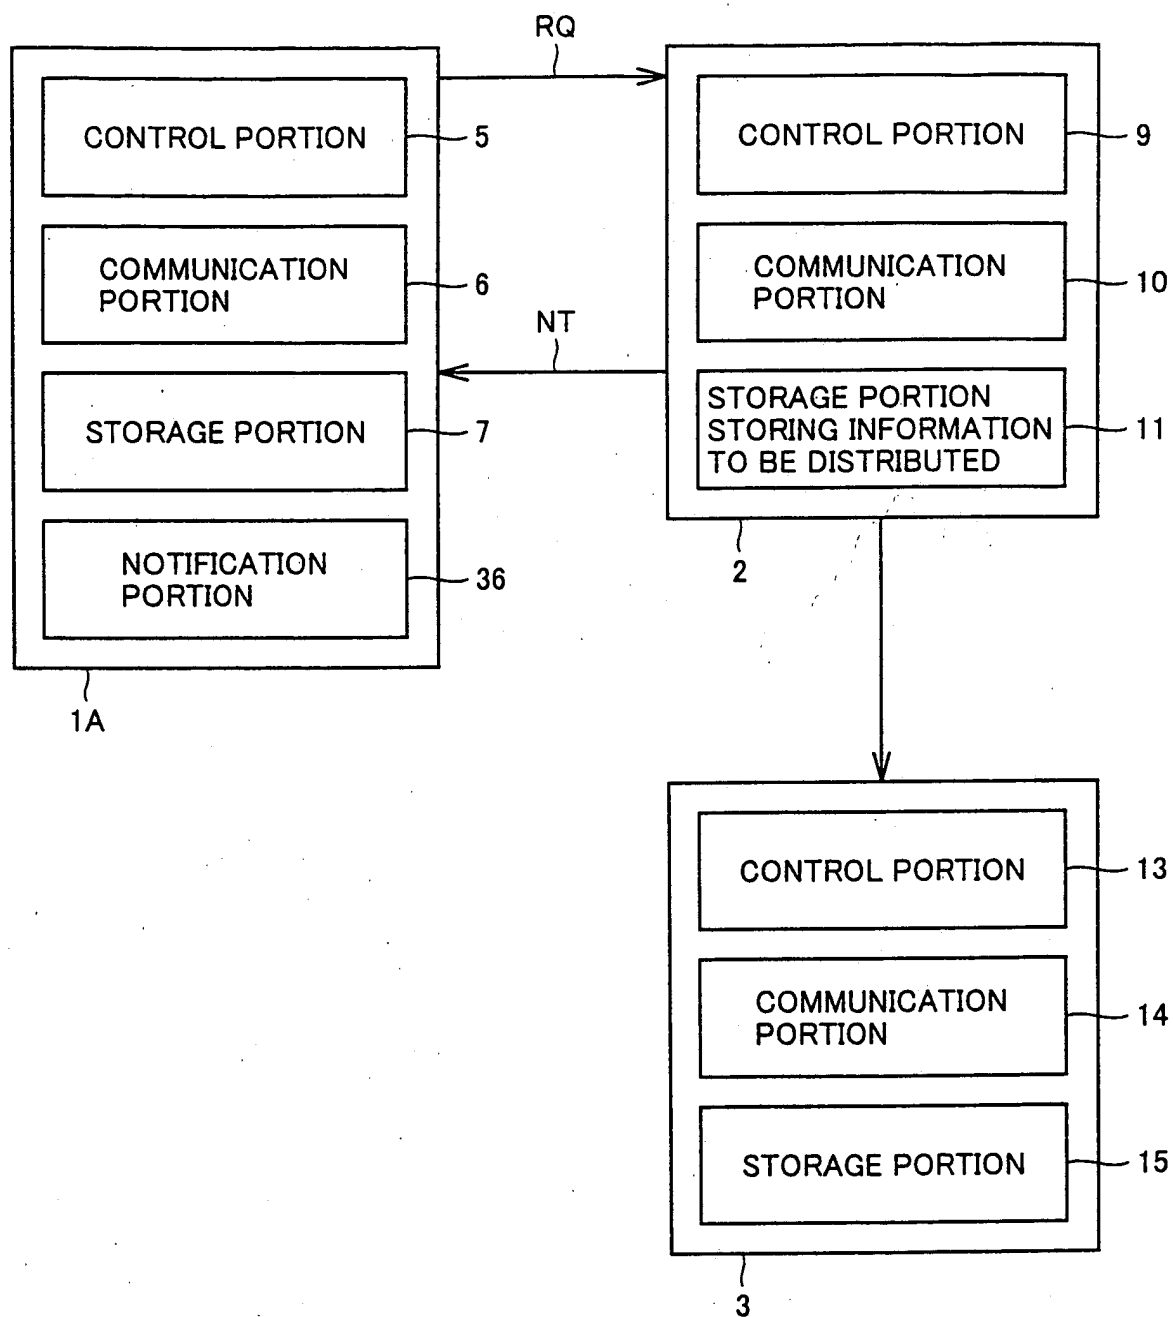 RQ
CONTROL PORTION
5
COMMUNICATION
PORTION
6
STORAGE PORTION
7
NOTIFICATION
PORTION
36
1A
NT
CONTROL PORTION
9
COMMUNICATION
PORTION
10
STORAGE PORTION
STORING INFORMATION
TO BE DISTRIBUTED
11
2
CONTROL PORTION
13
COMMUNICATION
PORTION
14
STORAGE PORTION
15
3